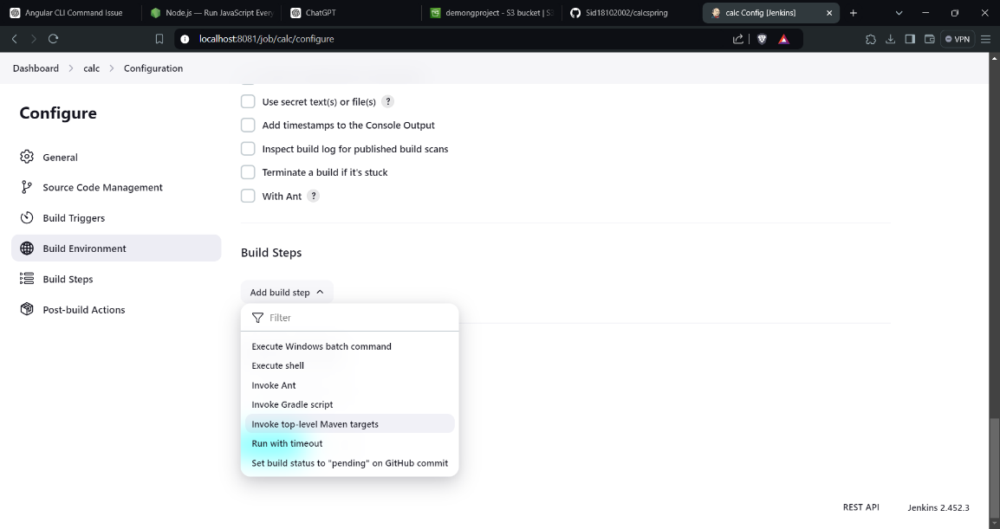 Angular CLI Command Issue
Node.js — Run JavaScript Every
ChatGPT
demongproject - S3 bucket | S3
Sid18102002/calcspring
calc Config [Jenkins]
localhost:8081/job/calc/configure
VPN
Dashboard > calc > Configuration
Configure
General
Source Code Management
Build Triggers
Build Environment
Build Steps
Post-build Actions
Use secret text(s) or file(s) ?
Add timestamps to the Console Output
Inspect build log for published build scans
Terminate a build if it's stuck
With Ant ?
Build Steps
Add build step
Filter
Execute Windows batch command
Execute shell
Invoke Ant
Invoke Gradle script
Invoke top-level Maven targets
Run with timeout
Set build status to "pending" on GitHub commit
REST API
Jenkins 2.452.3